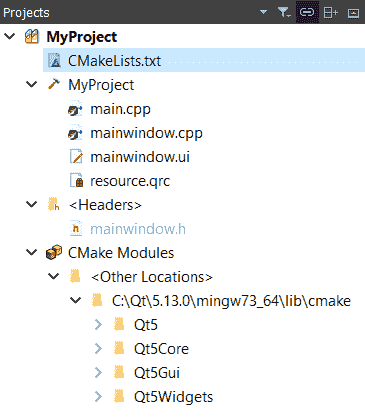 Projects
MyProject
CMakeLists.txt
MyProject
main.cpp
mainwindow.cpp
mainwindow.ui
resource.qrc
<Headers>
mainwindow.h
CMake Modules
<Other Locations>
C:\Qt\5.13.0\mingw73_64\lib\cmake
Qt5
Qt5Core
Qt5Gui
Qt5Widgets